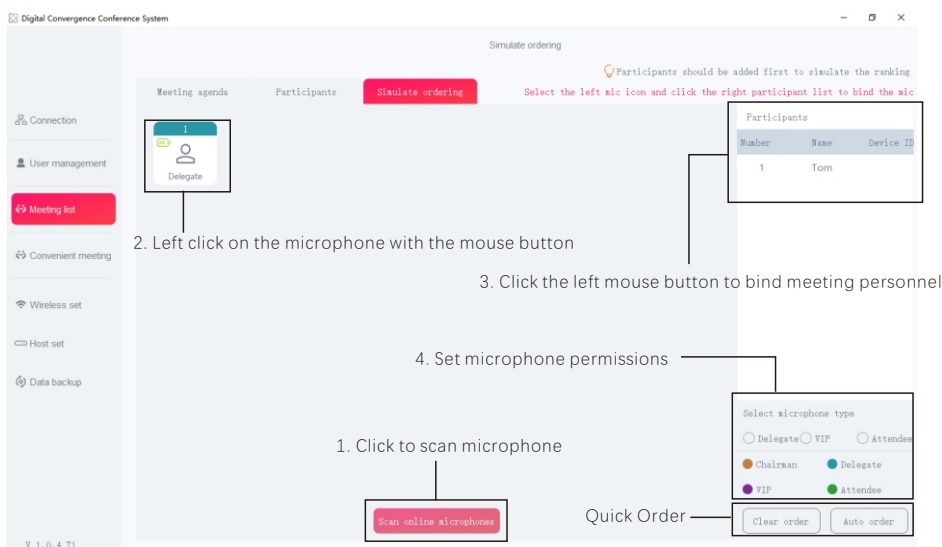 Digital Convergence Conference System
Simulate ordering
Participants should be added first to simulate the ranking
Meeting agenda
Participants
Simulate ordering
Select the left mic icon and click the right participant list to bind the mic
Connection
User management
Meeting list
Convenient meeting
Wireless set
Host set
Data backup
1
Delegate
2. Left click on the microphone with the mouse button
Participants
Number Name Device ID
1 Tom
3. Click the left mouse button to bind meeting personnel
4. Set microphone permissions
Select microphone type
Delegate VIP Attendee
Chairman Delegate
VIP Attendee
1. Click to scan microphone
Scan online microphones
Quick Order
Clear order
Auto order